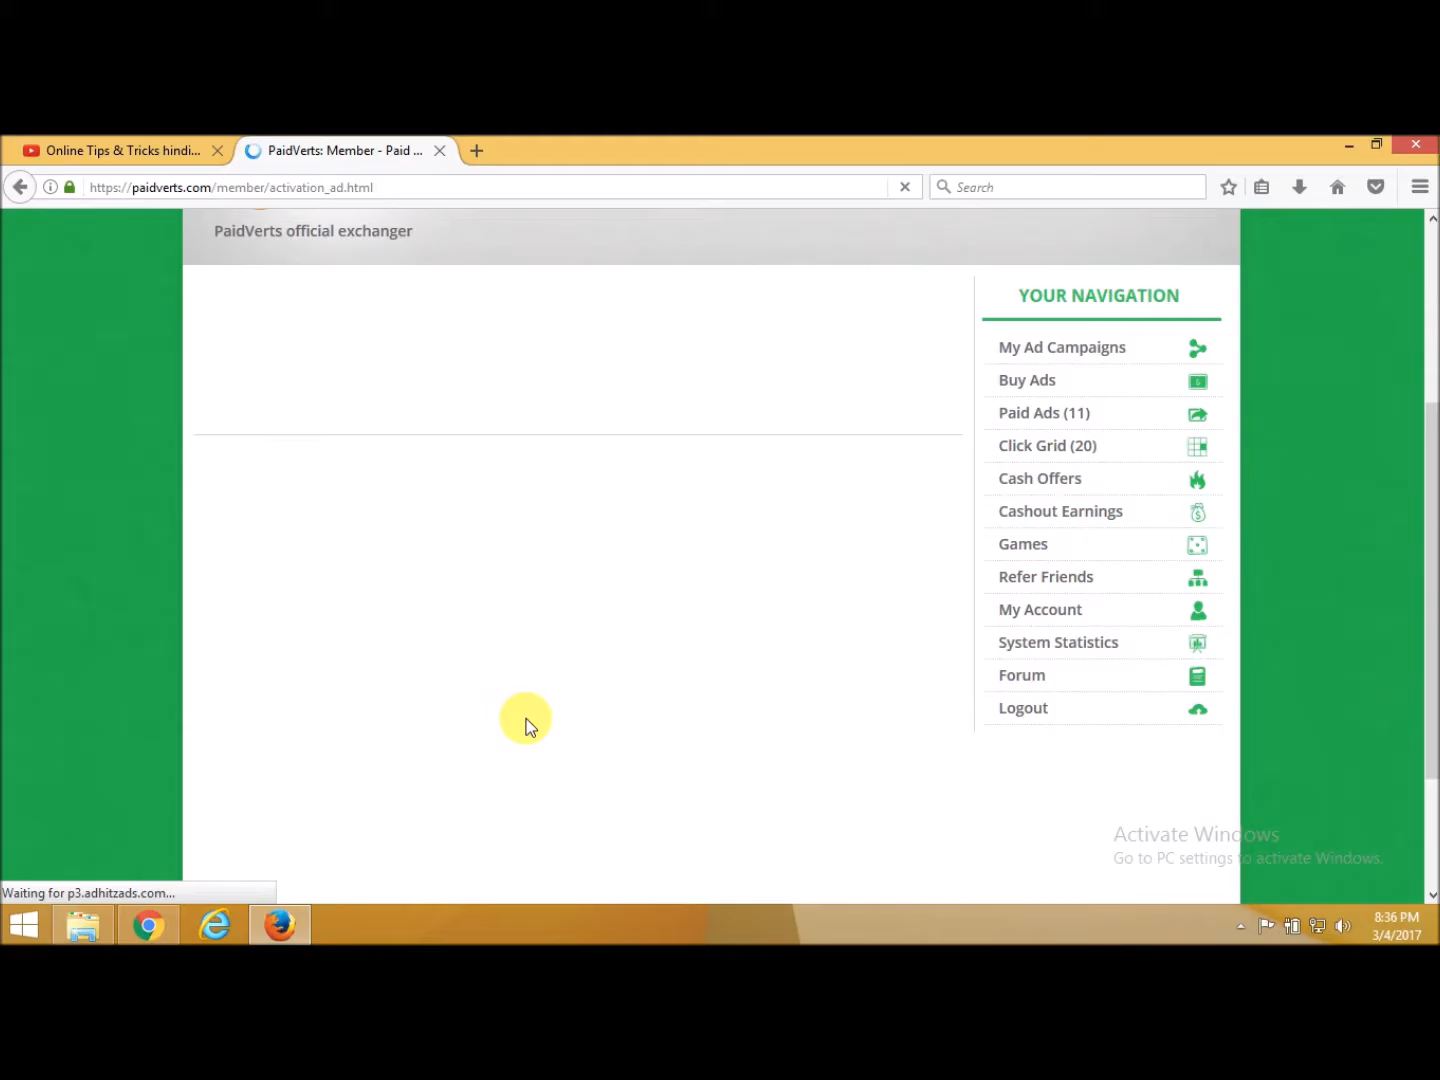 Online Tips & Tricks hindi...
PaidVerts: Member - Paid ...
https://paidverts.com/member/activation_ad.html
Search
PaidVerts official exchanger
YOUR NAVIGATION
My Ad Campaigns
Buy Ads
Paid Ads (11)
Click Grid (20)
Cash Offers
Cashout Earnings
Games
Refer Friends
My Account
System Statistics
Forum
Logout
Activate Windows
Go to PC settings to activate Windows.
Waiting for p3.adhitzads.com...
8:36 PM
3/4/2017